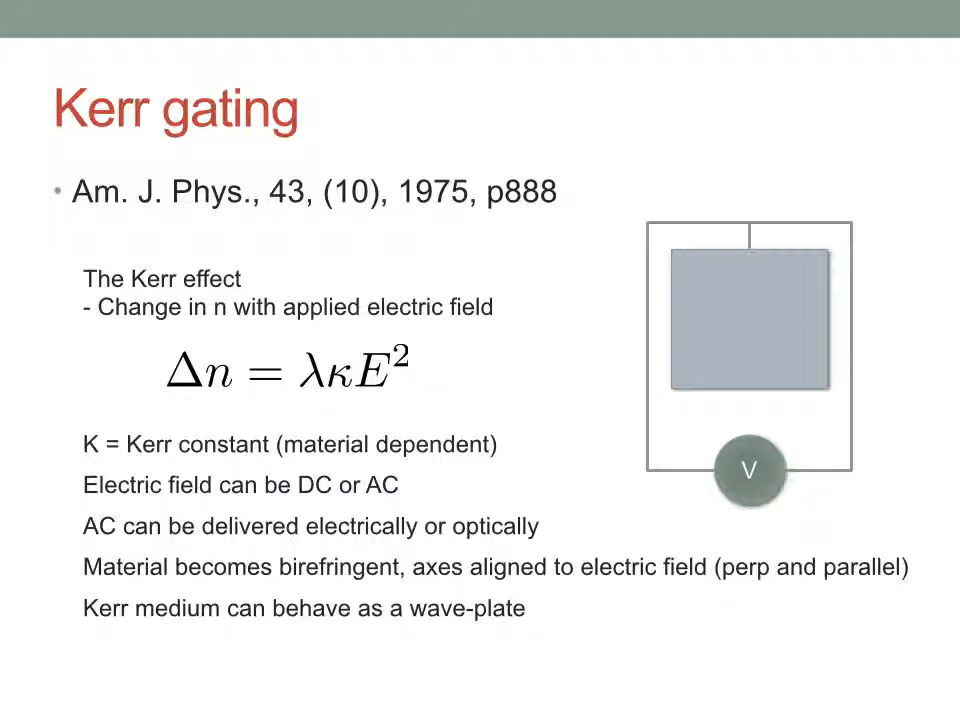 Kerr gating
• Am. J. Phys., 43, (10), 1975, p888
The Kerr effect
- Change in n with applied electric field
Δn = λκE²
K = Kerr constant (material dependent)
Electric field can be DC or AC
AC can be delivered electrically or optically
Material becomes birefringent, axes aligned to electric field (perp and parallel)
Kerr medium can behave as a wave-plate
V